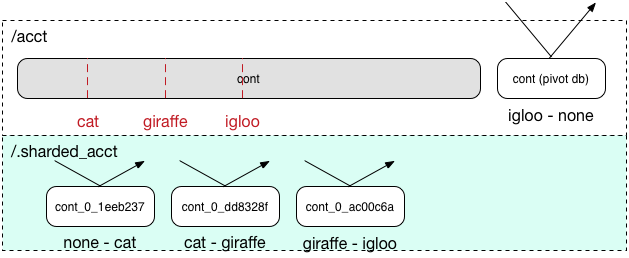 /acct
cont
cont (pivot db)
cat
giraffe
igloo
igloo - none
/.sharded_acct
cont_0_1eeb237
cont_0_dd8328f
cont_0_ac00c6a
none - cat
cat - giraffe
giraffe - igloo